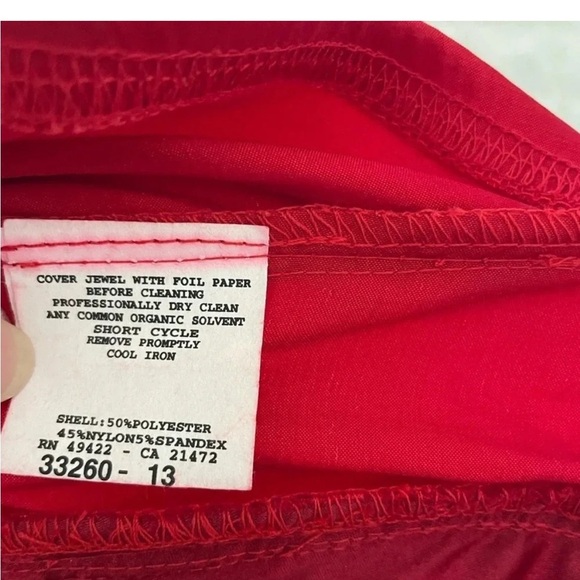 COVER JEWEL WITH FOIL PAPER
BEFORE CLEANING
PROFESSIONALLY DRY CLEAN
ANY COMMON ORGANIC SOLVENT
SHORT CYCLE
REMOVE PROMPTLY
COOL IRON
SHELL:50%POLYESTER
45%NYLON5%SPANDEX
RN 49422 - CA 21472
33260 - 13